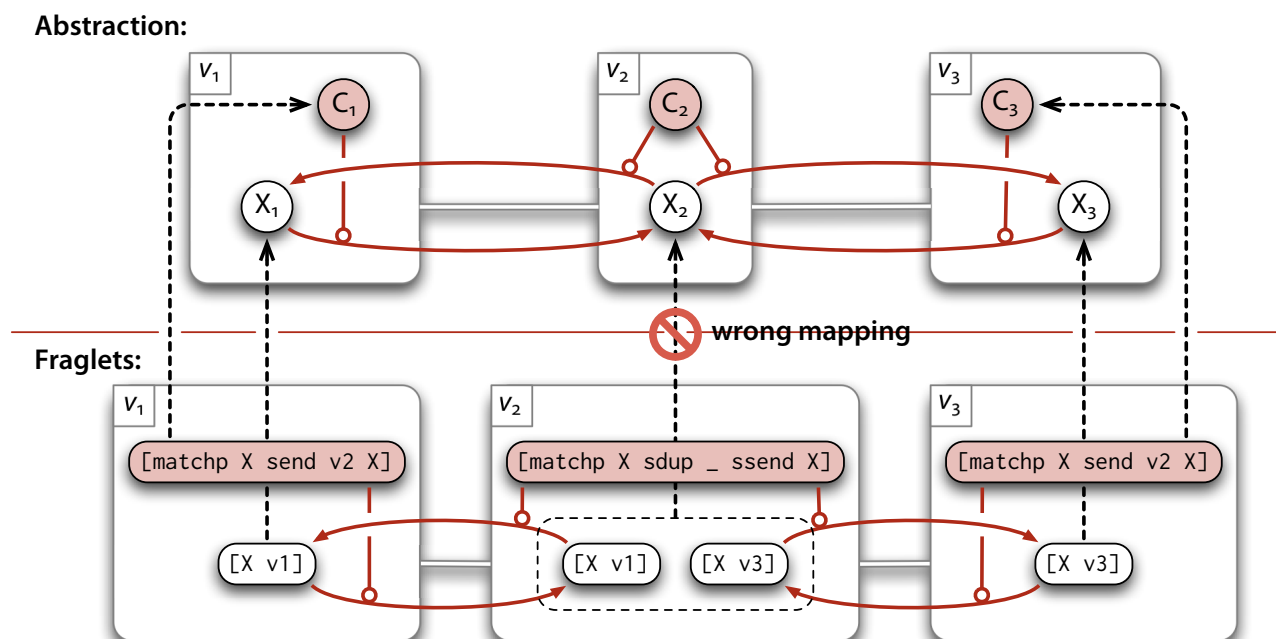 Abstraction:
v₁
v₂
v₃
C₁
C₂
C₃
X₁
X₂
X₃
wrong mapping
Fraglets:
v₁
v₂
v₃
[matchp X send v2 X]
[matchp X sdup _ ssend X]
[matchp X send v2 X]
[X v1]
[X v1]
[X v3]
[X v3]